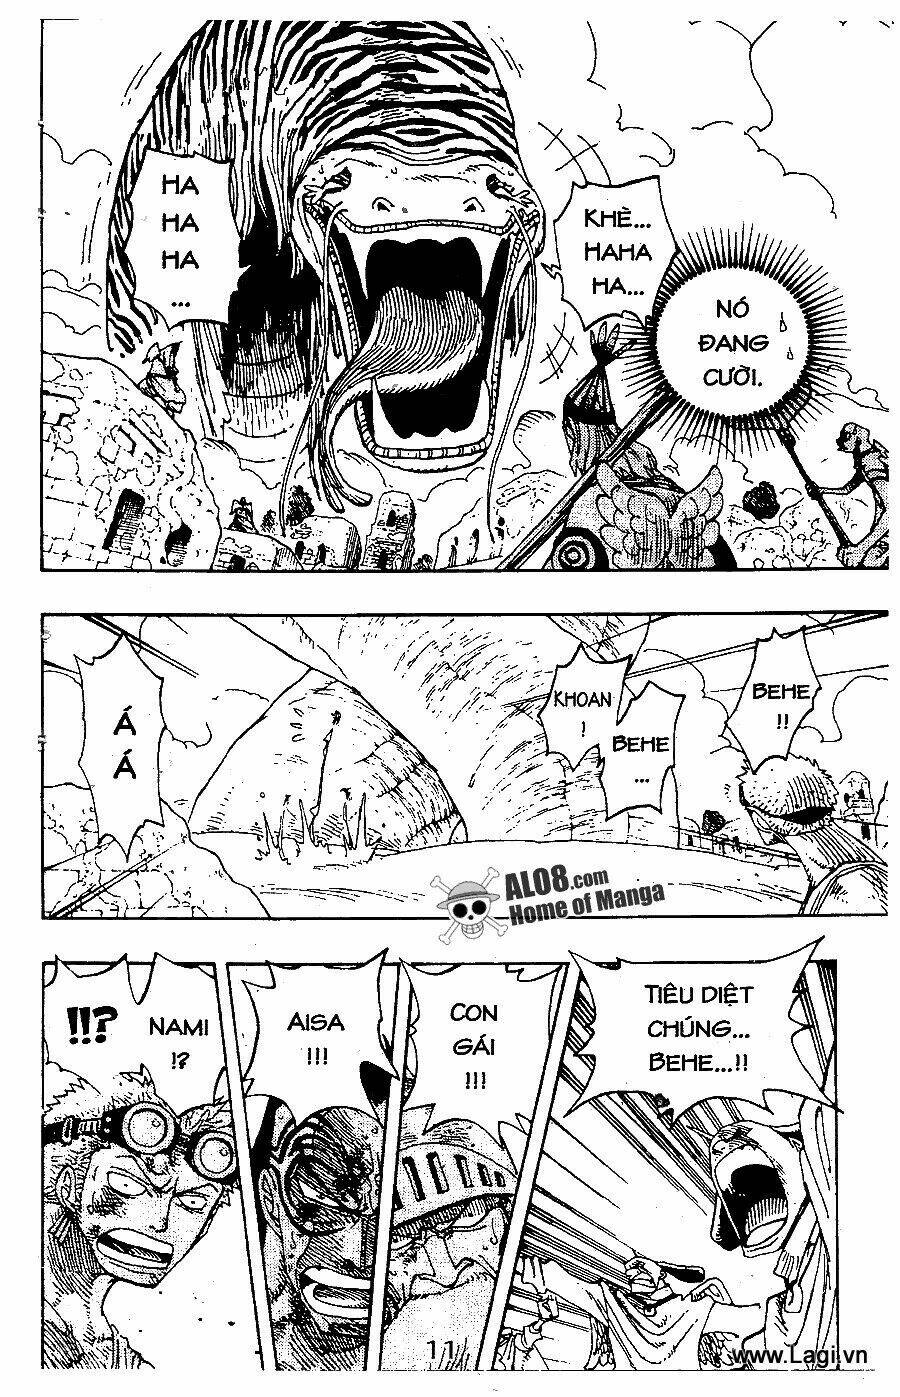 HA
HA
HA
...
KHÈ...
HAHA
HA...
NÓ
ĐANG
CƯỜI.
Á
Á
KHOAN
!
BEHE
...
BEHE
!!
ALO8.com
Home of Manga
!!?
NAMI
!?
AISA
!!!
CON
GÁI
!!!
TIÊU DIỆT
CHÚNG...
BEHE...!!
11
www.Lagi.vn